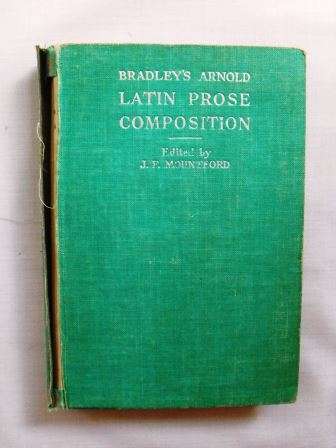 BRADLEY'S ARNOLD
LATIN PROSE
COMPOSITION
Edited by
J. F. MOUNTFORD